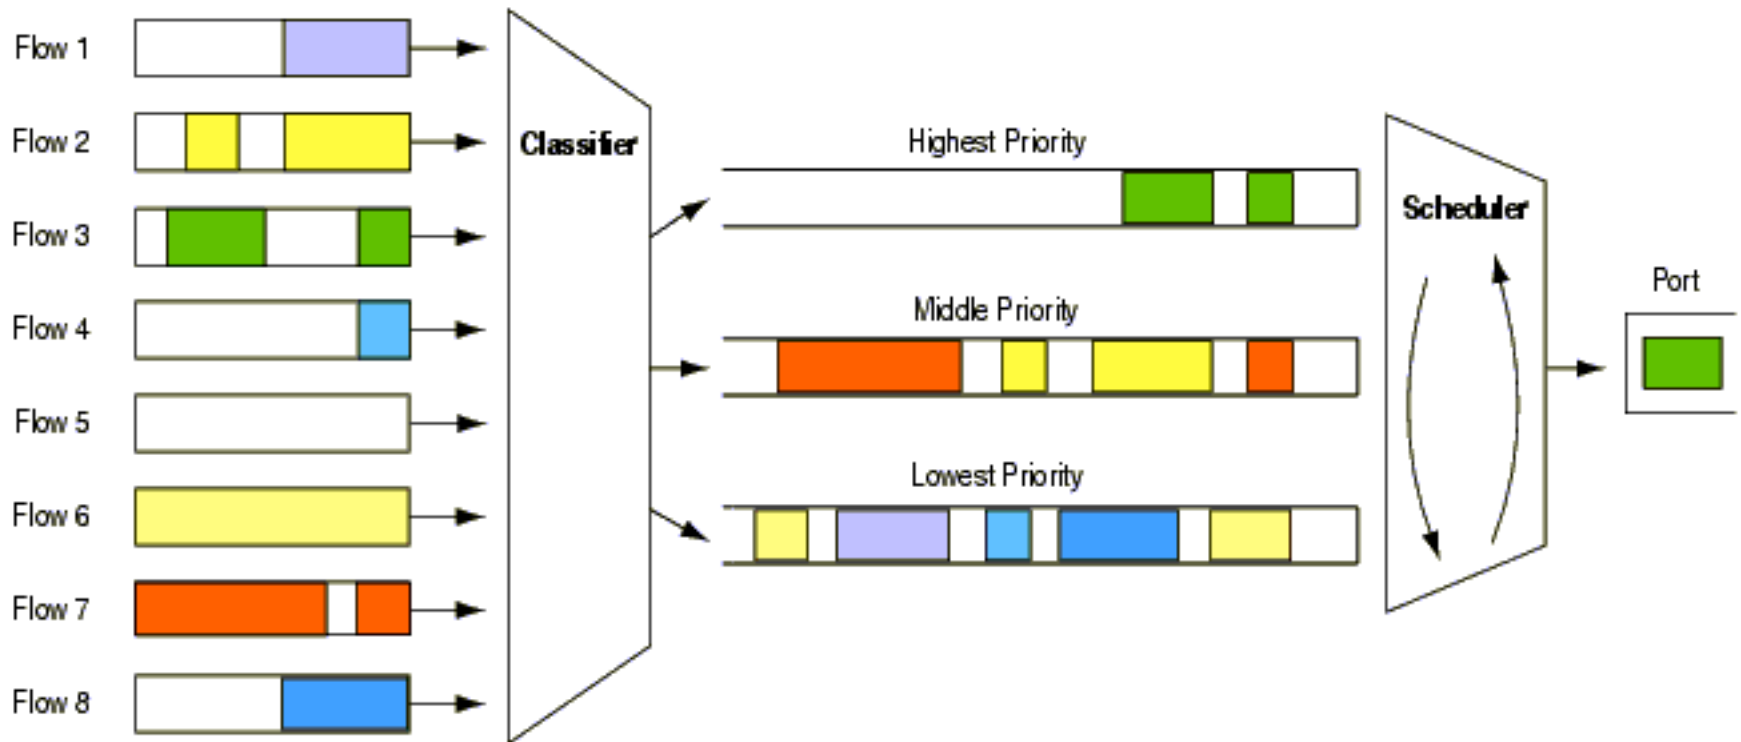 Flow 1
Flow 2
Flow 3
Flow 4
Flow 5
Flow 6
Flow 7
Flow 8
Classifier
Highest Priority
Middle Priority
Lowest Priority
Scheduler
Port